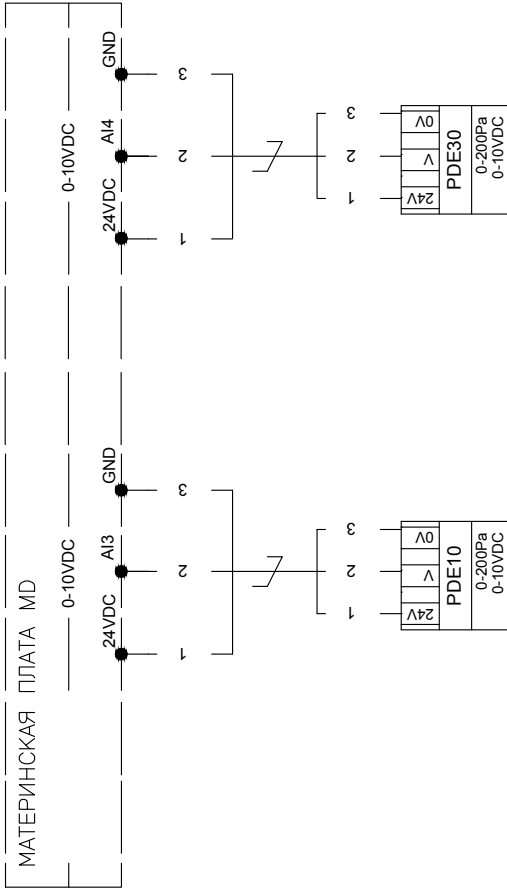 МАТЕРИНСКАЯ ПЛАТА MD
0-10VDC
0-10VDC
24VDC
AI3
GND
24VDC
AI4
GND
1
2
3
1
2
3
1
2
3
1
2
3
24V
V
0V
24V
V
0V
PDE10
PDE30
0-200Pa
0-10VDC
0-200Pa
0-10VDC